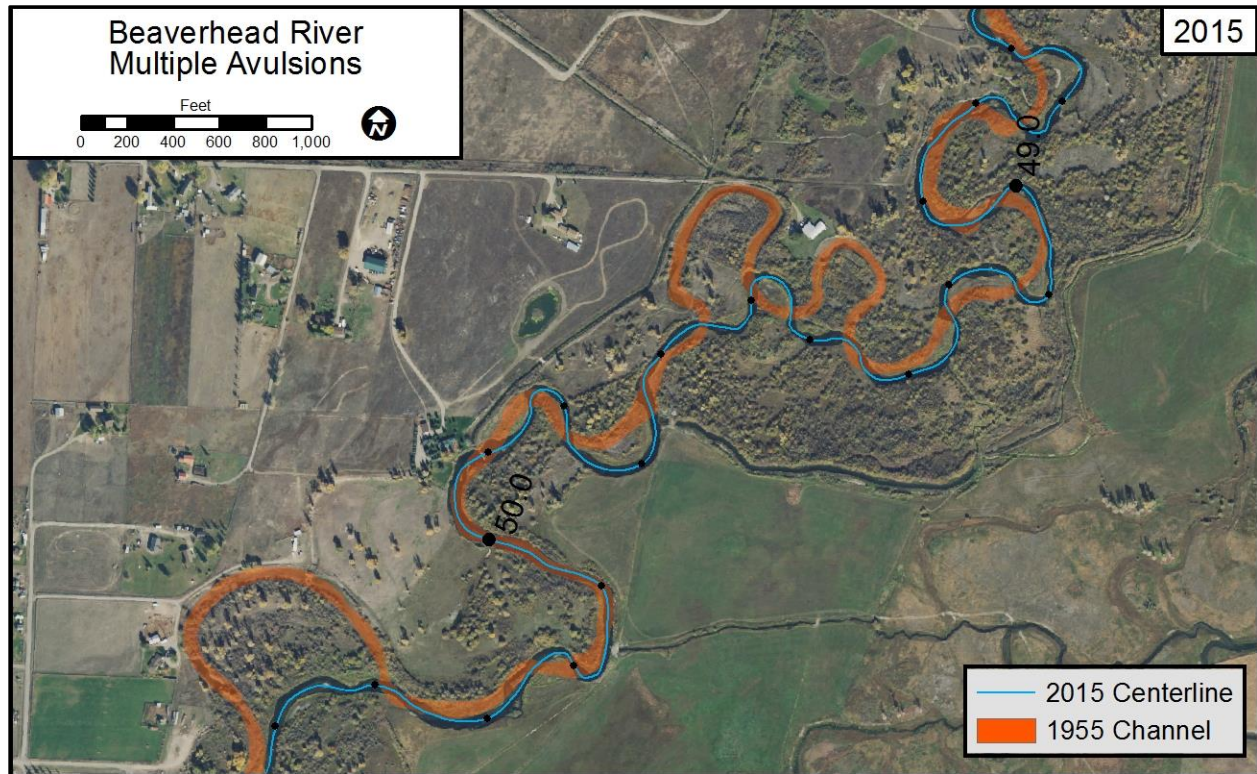 Beaverhead River
Multiple Avulsions
Feet
0 200 400 600 800 1,000
N
2015
49.0
50.0
2015 Centerline
1955 Channel